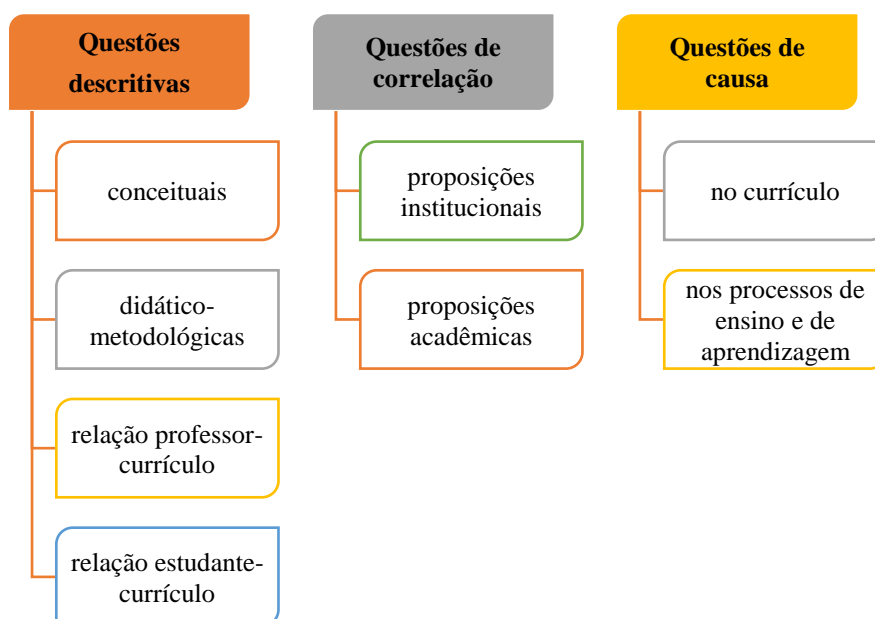 Questões
descritivas
conceituais
didático-
metodológicas
relação professor-
currículo
relação estudante-
currículo
Questões de
correlação
proposições
institucionais
proposições
acadêmicas
Questões de
causa
no currículo
nos processos de
ensino e de
aprendizagem